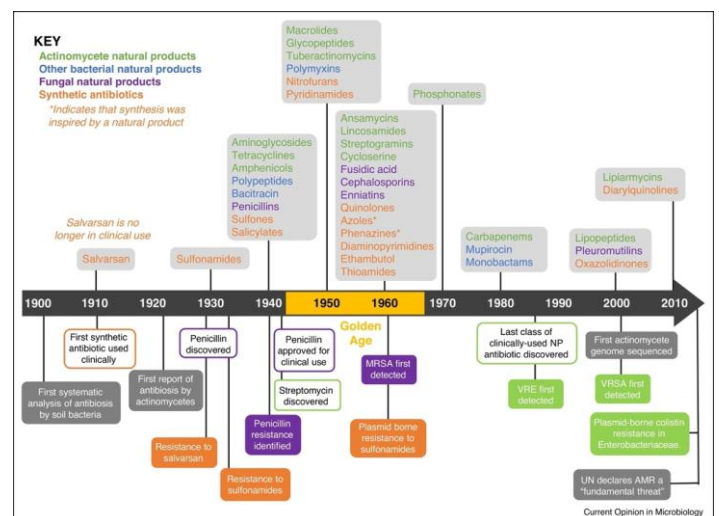 KEY
Actinomycete natural products
Other bacterial natural products
Fungal natural products
Synthetic antibiotics
*Indicates that synthesis was
inspired by a natural product
Salvarsan is no
longer in clinical use
Salvarsan
Sulfonamides
Aminoglycosides
Tetracyclines
Amphenicols
Polypeptides
Bacitracin
Penicillins
Sulfones
Salicylates
Macrolides
Glycopeptides
Tuberactinomycins
Polymyxins
Nitrofurans
Pyridinamides
Ansamycins
Lincosamides
Streptogramins
Cycloserine
Fusidic acid
Cephalosporins
Enniatins
Quinolones
Azoles*
Phenazines*
Diaminopyrimidines
Ethambutol
Thioamides
Phosphonates
Carbapenems
Mupirocin
Monobactams
Lipopeptides
Pleuromutilins
Oxazolidinones
Lipiarmycins
Diarylquinolines
1900 1910 1920 1930 1940 1950 1960 1970 1980 1990 2000 2010
Golden
Age
First systematic
analysis of antibiosis
by soil bacteria
First synthetic
antibiotic used
clinically
First report of
antibiosis by
actinomycetes
Penicillin
discovered
Resistance to
salvarsan
Resistance to
sulfonamides
Penicillin
resistance
identified
Penicillin
approved for
clinical use
Streptomycin
discovered
MRSA first
detected
Plasmid borne
resistance to
sulfonamides
Last class of
clinically-used NP
antibiotic discovered
VRE first
detected
First actinomycete
genome sequenced
VRSA first
detected
Plasmid-borne colistin
resistance in
Enterobacteriaceae.
UN declares AMR a
"fundamental threat"
Current Opinion in Microbiology